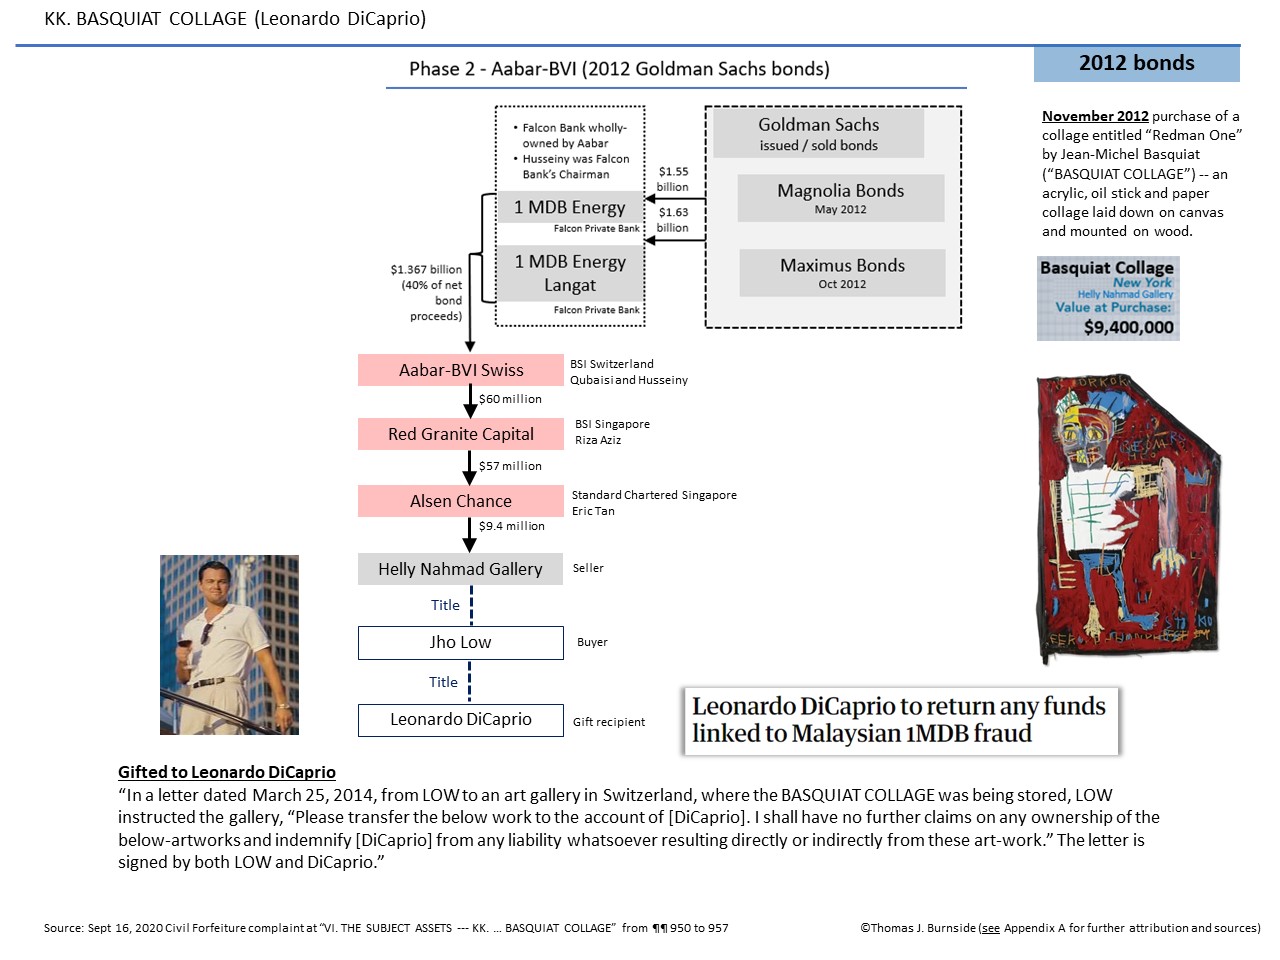 KK. BASQUIAT COLLAGE (Leonardo DiCaprio)
Phase 2 - Aabar-BVI (2012 Goldman Sachs bonds)
2012 bonds
• Falcon Bank wholly-
owned by Aabar
• Husseiny was Falcon
Bank's Chairman
1 MDB Energy
Falcon Private Bank
1 MDB Energy
Langat
Falcon Private Bank
$1.55
billion
$1.63
billion
Goldman Sachs
issued / sold bonds
Magnolia Bonds
May 2012
Maximus Bonds
Oct 2012
$1.367 billion
(40% of net
bond
proceeds)
Aabar-BVI Swiss
BSI Switzerland
Qubaisi and Husseiny
$60 million
Red Granite Capital
BSI Singapore
Riza Aziz
$57 million
Alsen Chance
Standard Chartered Singapore
Eric Tan
$9.4 million
Helly Nahmad Gallery
Seller
Title
Jho Low
Buyer
Title
Leonardo DiCaprio
Gift recipient
November 2012 purchase of a
collage entitled “Redman One”
by Jean-Michel Basquiat
(“BASQUIAT COLLAGE”) -- an
acrylic, oil stick and paper
collage laid down on canvas
and mounted on wood.
Basquiat Collage
New York
Helly Nahmad Gallery
Value at Purchase:
$9,400,000
Leonardo DiCaprio to return any funds
linked to Malaysian 1MDB fraud
Gifted to Leonardo DiCaprio
“In a letter dated March 25, 2014, from LOW to an art gallery in Switzerland, where the BASQUIAT COLLAGE was being stored, LOW
instructed the gallery, “Please transfer the below work to the account of [DiCaprio]. I shall have no further claims on any ownership of the
below-artworks and indemnify [DiCaprio] from any liability whatsoever resulting directly or indirectly from these art-work.” The letter is
signed by both LOW and DiCaprio.”
Source: Sept 16, 2020 Civil Forfeiture complaint at “VI. THE SUBJECT ASSETS --- KK. ... BASQUIAT COLLAGE” from ¶¶ 950 to 957
©Thomas J. Burnside (see Appendix A for further attribution and sources)